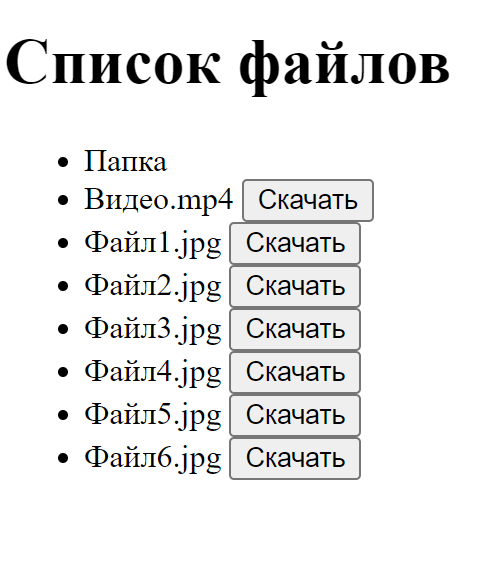 Список файлов
Папка
Видео.mp4 Скачать
Файл1.jpg Скачать
Файл2.jpg Скачать
Файл3.jpg Скачать
Файл4.jpg Скачать
Файл5.jpg Скачать
Файл6.jpg Скачать